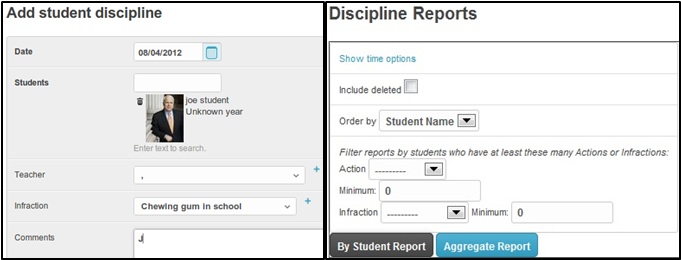 Add student discipline
Date 08/04/2012
Students
joe student
Unknown year
Enter text to search.
Teacher , +
Infraction Chewing gum in school +
Comments J
Discipline Reports
Show time options
Include deleted
Order by Student Name
Filter reports by students who have at least these many Actions or Infractions:
Action ---------
Minimum: 0
Infraction --------- Minimum: 0
By Student Report Aggregate Report